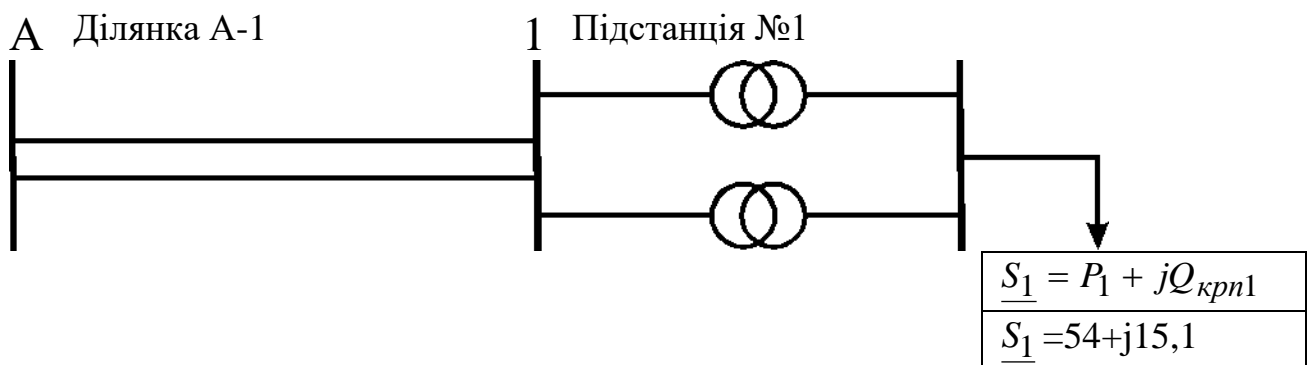 А Ділянка А-1 1 Підстанція №1
S1 = P1 + jQкрп1
S1 =54+j15,1